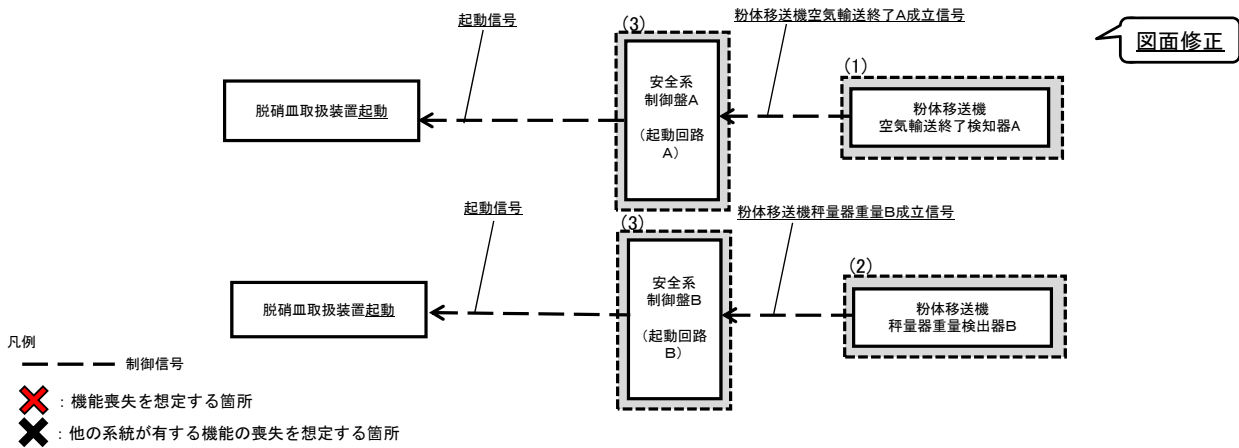 図面修正
起動信号
(3)
粉体移送機空気輸送終了A成立信号
(1)
脱硝皿取扱装置起動
安全系
制御盤A
(起動回路
A)
粉体移送機
空気輸送終了検知器A
起動信号
(3)
粉体移送機秤量器重量B成立信号
(2)
脱硝皿取扱装置起動
安全系
制御盤B
(起動回路
B)
粉体移送機
秤量器重量検出器B
凡例
制御信号
:機能喪失を想定する箇所
:他の系統が有する機能の喪失を想定する箇所